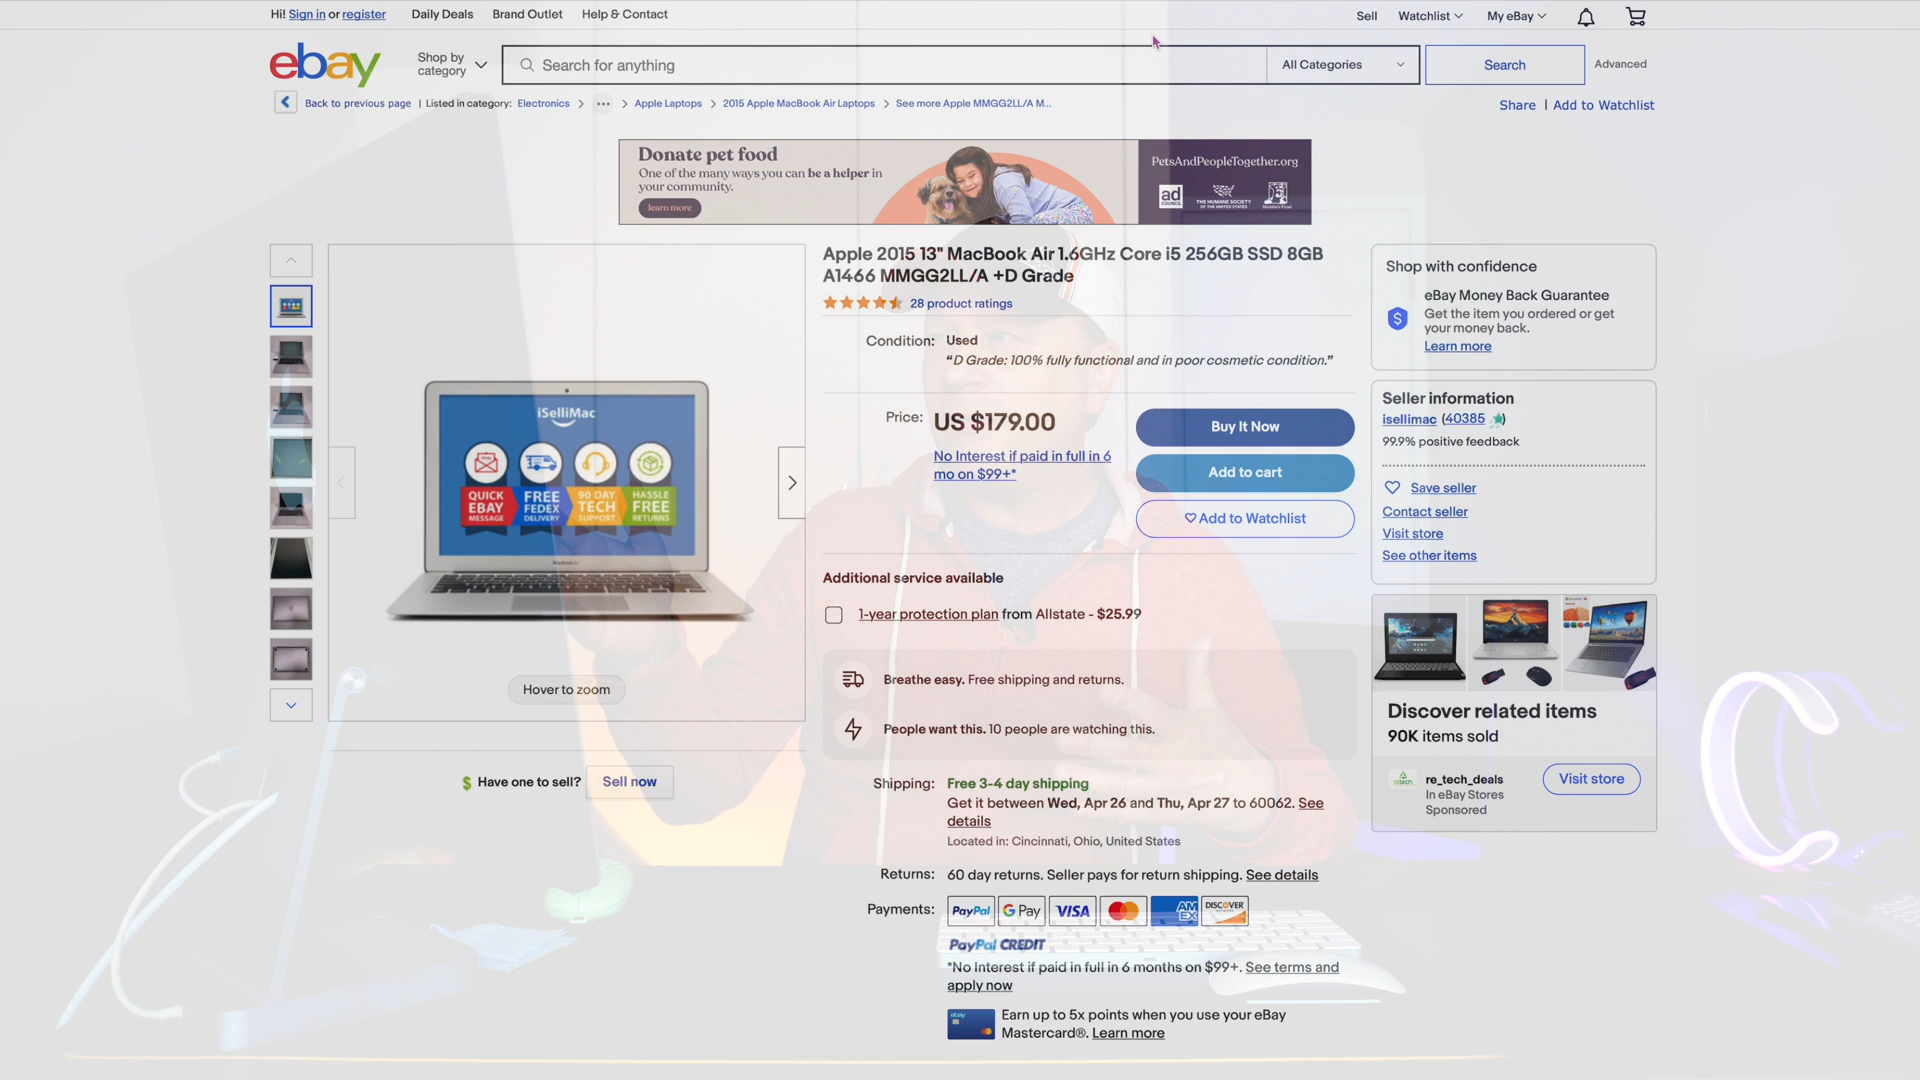 Hi! Sign in or register
Daily Deals
Brand Outlet
Help & Contact
Sell
Watchlist
My eBay
ebay
Shop by category
Search for anything
All Categories
Search
Advanced
Back to previous page | Listed in category: Electronics
Apple Laptops
2015 Apple MacBook Air Laptops
See more Apple MMGG2LL/A M...
Share | Add to Watchlist
Donate pet food
One of the many ways you can be a helper in
your community.
learn more
PetsAndPeopleTogether.org
ad
COUNCIL
THE HUMANE SOCIETY
OF THE UNITED STATES
Maddie's Fund
Apple 2015 13" MacBook Air 1.6GHz Core i5 256GB SSD 8GB
A1466 MMGG2LL/A +D Grade
28 product ratings
Condition: Used
“D Grade: 100% fully functional and in poor cosmetic condition.”
Price: US $179.00
No Interest if paid in full in 6
mo on $99+*
Buy It Now
Add to cart
Add to Watchlist
iSelliMac
QUICK EBAY MESSAGE
FREE FEDEX DELIVERY
90 DAY TECH SUPPORT
HASSLE FREE RETURNS
MacBook Air
Hover to zoom
Have one to sell? Sell now
Additional service available
1-year protection plan from Allstate - $25.99
Breathe easy. Free shipping and returns.
People want this. 10 people are watching this.
Shipping: Free 3-4 day shipping
Get it between Wed, Apr 26 and Thu, Apr 27 to 60062. See
details
Located in: Cincinnati, Ohio, United States
Returns: 60 day returns. Seller pays for return shipping. See details
Payments: PayPal G Pay VISA AM EX DISCOVER
PayPal CREDIT
*No Interest if paid in full in 6 months on $99+. See terms and
apply now
ebay
Earn up to 5x points when you use your eBay
Mastercard®. Learn more
Shop with confidence
eBay Money Back Guarantee
Get the item you ordered or get
your money back.
Learn more
Seller information
isellimac (40385)
99.9% positive feedback
Save seller
Contact seller
Visit store
See other items
Discover related items
90K items sold
retech
re_tech_deals
In eBay Stores
Sponsored
Visit store